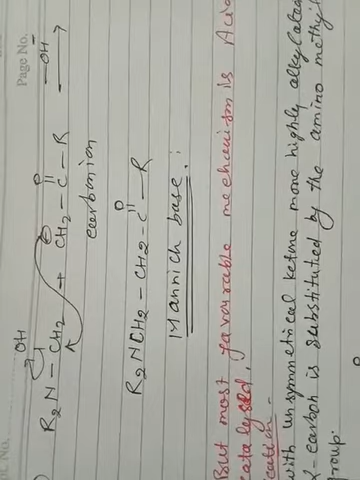 Page No.
OH
R₂N – CH₂ + CH₂ – C – R —OH⁻→
O
carbanion
O
R₂NCH₂ – CH₂ – C – R
Mannich base :
But most favourable mechanism is Acid
catalysed.
with unsymmetrical ketone more highly alkylated
α-carbon is substituted by the amino methyl
group.